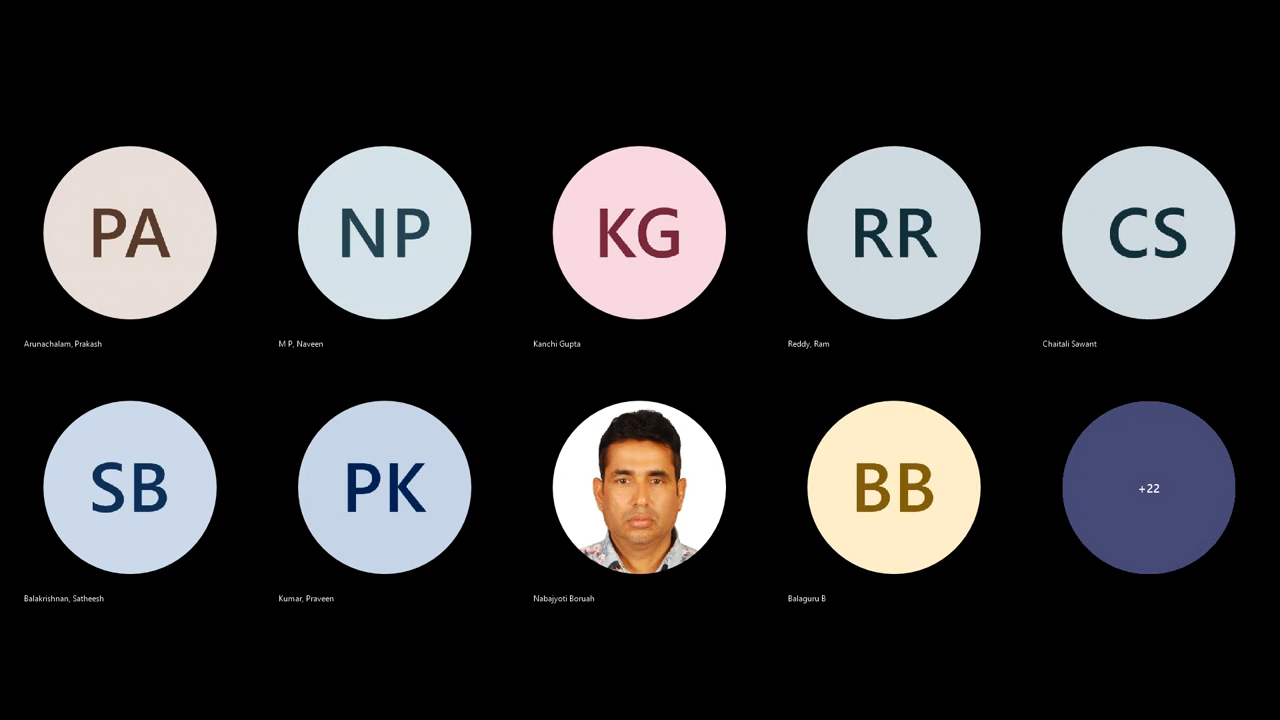 PA
NP
KG
RR
CS
Arunachalam, Prakash
M P, Naveen
Kanchi Gupta
Reddy, Ram
Chaitali Sawant
SB
PK
BB
+22
Balakrishnan, Satheesh
Kumar, Praveen
Nabajyoti Boruah
Balaguru B